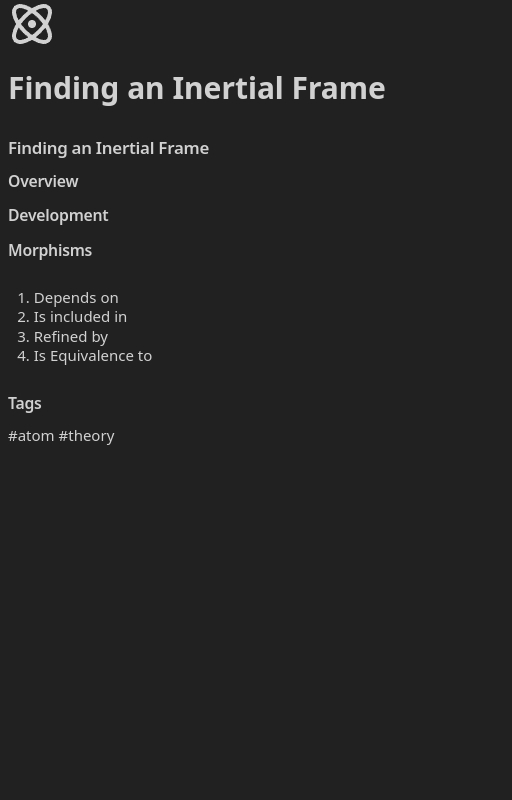 Finding an Inertial Frame
Finding an Inertial Frame
Overview
Development
Morphisms
1. Depends on
2. Is included in
3. Refined by
4. Is Equivalence to
Tags
#atom #theory